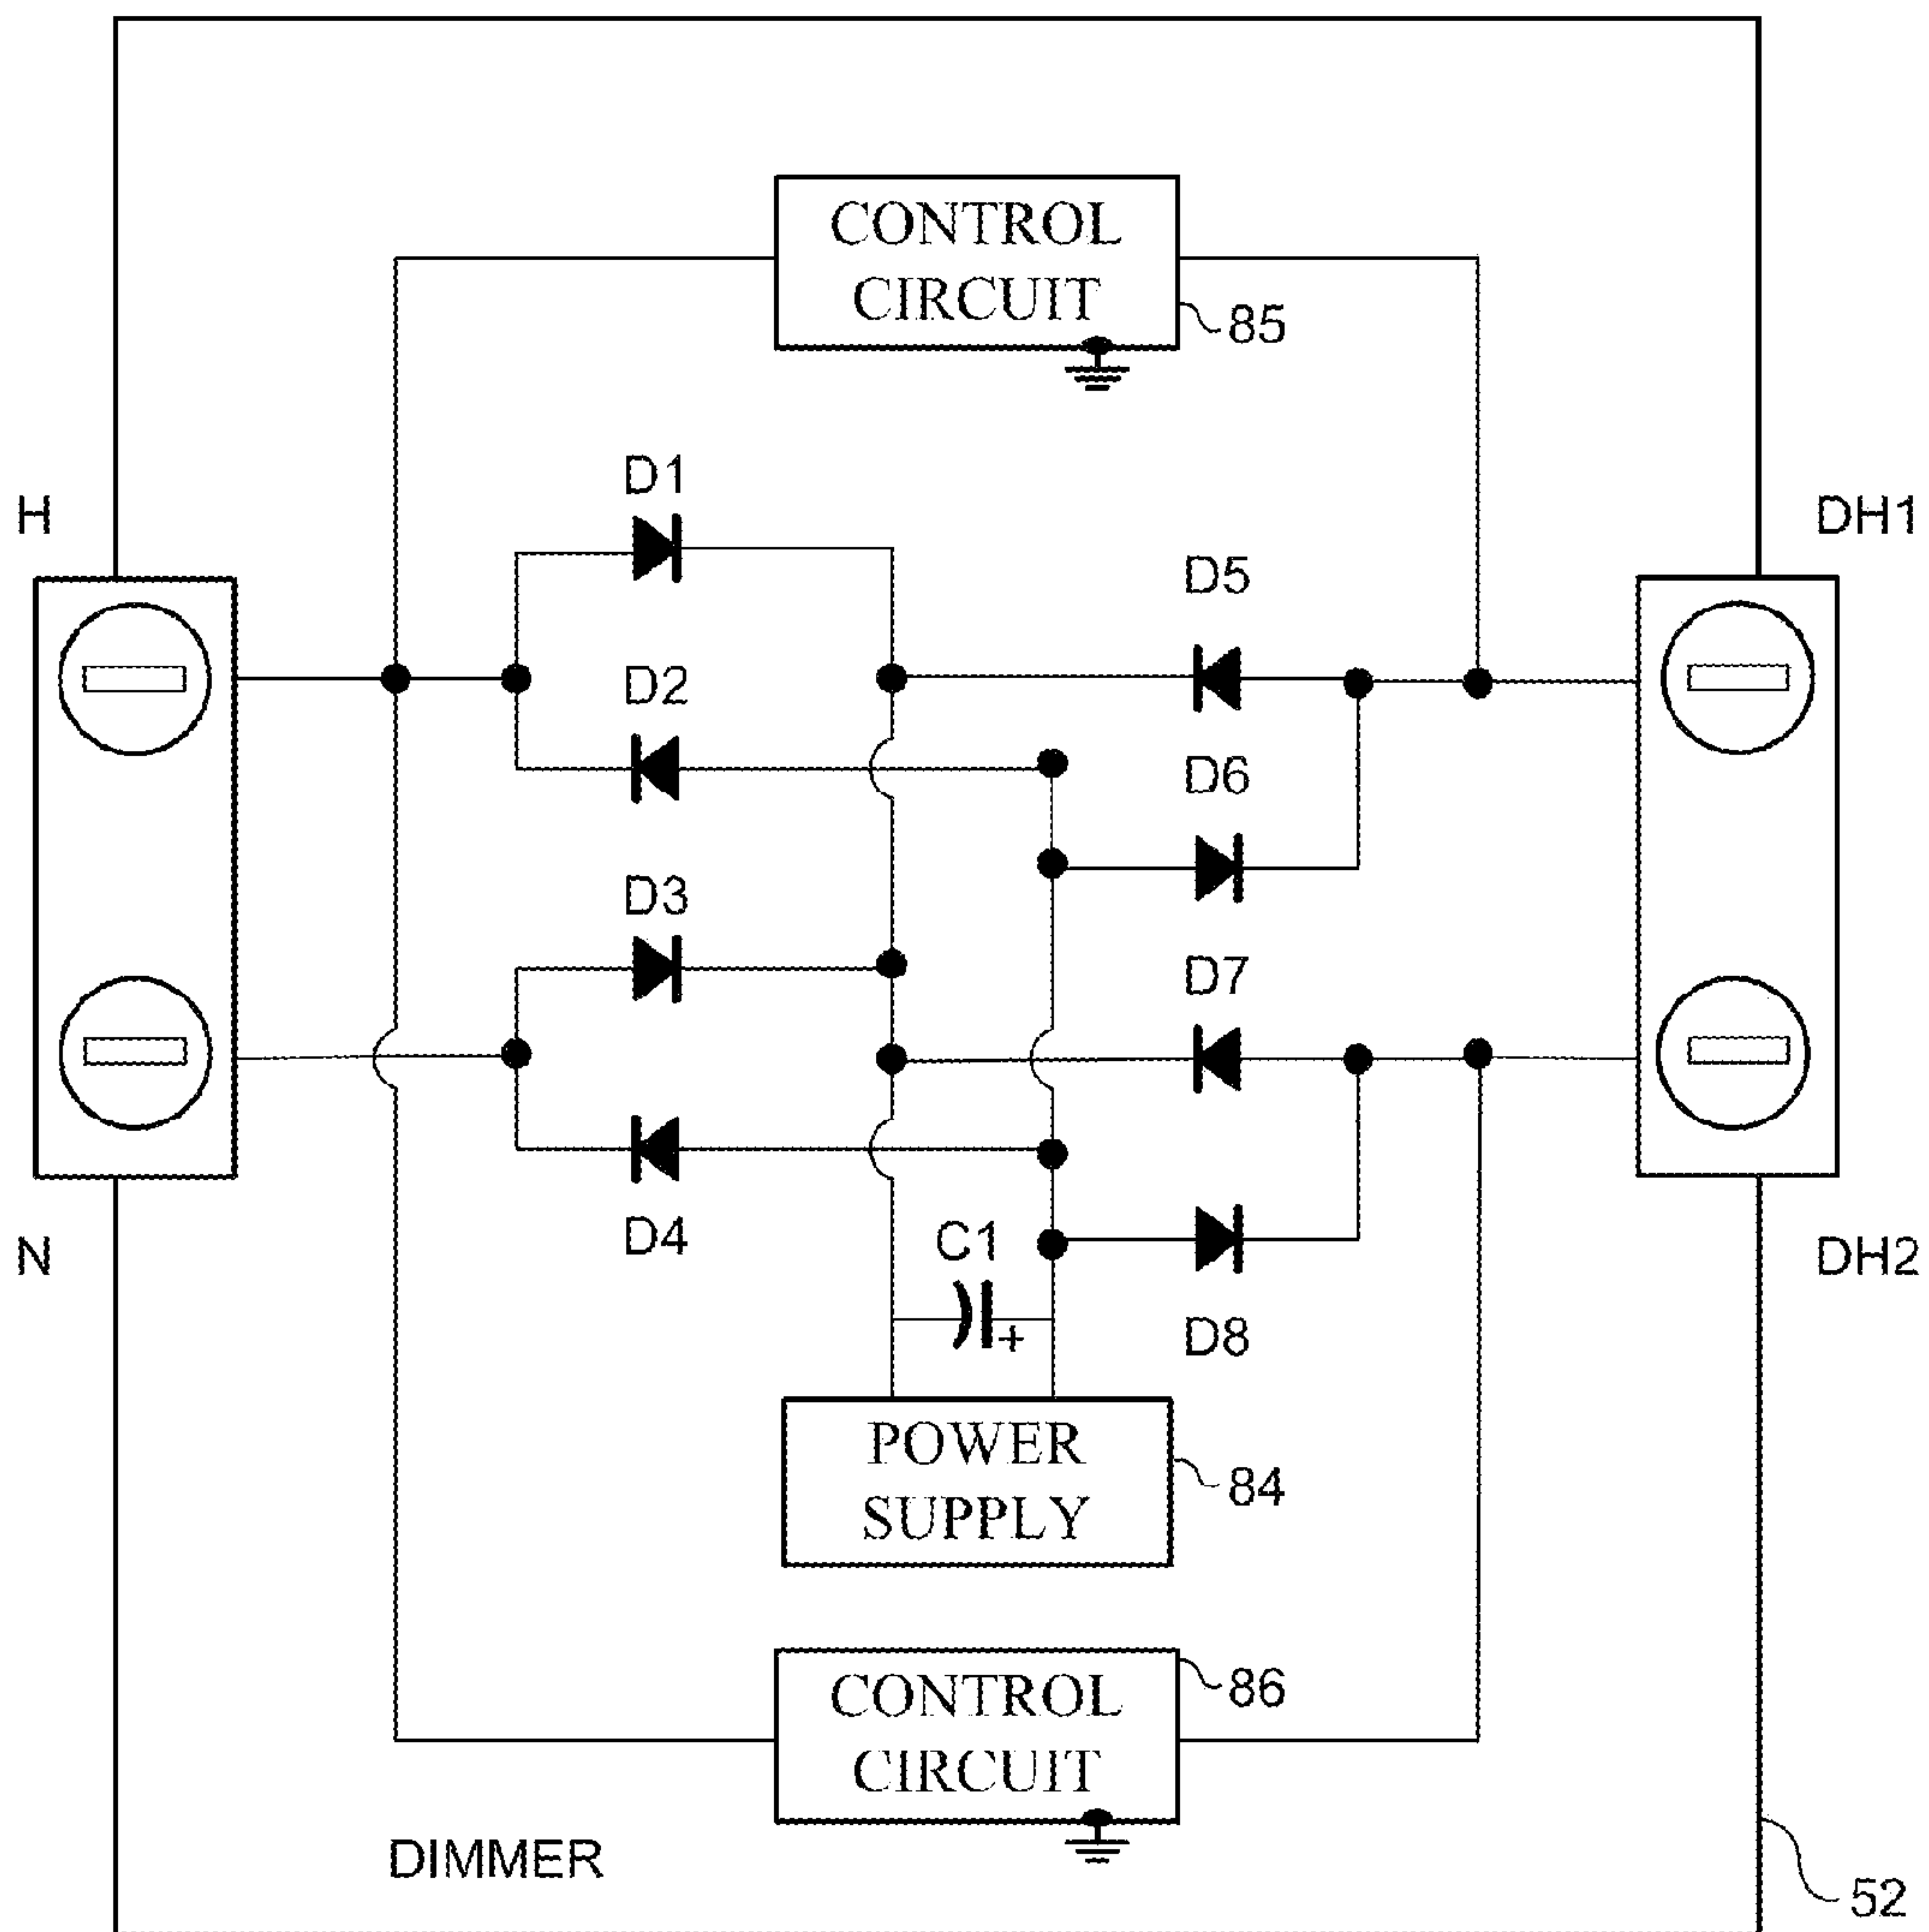 CONTROL
CIRCUIT
85
D1
H
DH1
D5
D2
D6
D3
D7
D4
C1
N
DH2
+
D8
POWER
SUPPLY
84
CONTROL
CIRCUIT
86
DIMMER
52